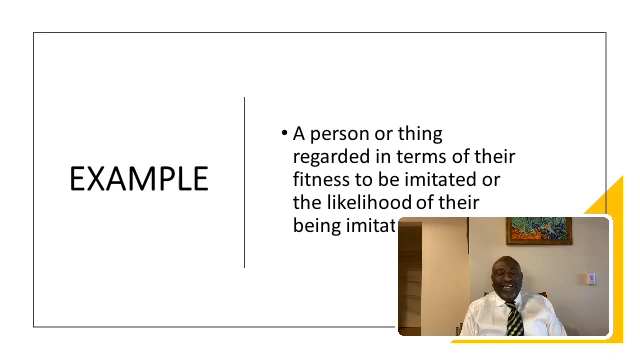 EXAMPLE
• A person or thing
regarded in terms of their
fitness to be imitated or
the likelihood of their
being imitat